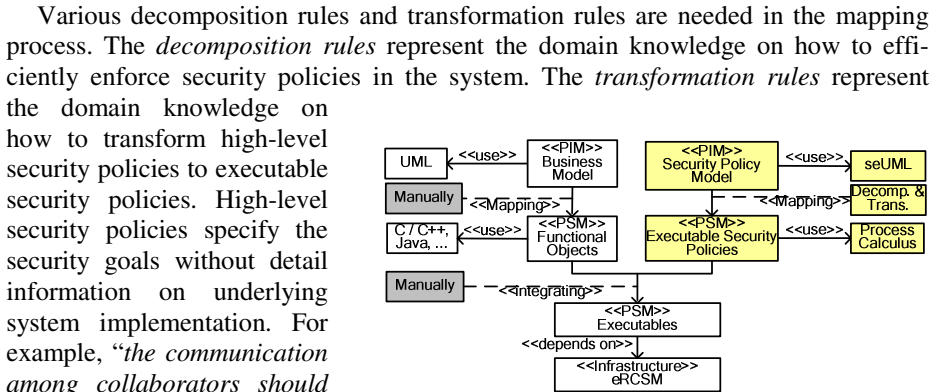 Various decomposition rules and transformation rules are needed in the mapping
process. The decomposition rules represent the domain knowledge on how to effi-
ciently enforce security policies in the system. The transformation rules represent
the domain knowledge on
how to transform high-level
security policies to executable
security policies. High-level
security policies specify the
security goals without detail
information on underlying
system implementation. For
example, “the communication
among collaborators should
UML
<<use>>
<<PIM>>
Business
Model
<<PIM>>
Security Policy
Model
<<use>>
seUML
Manually
<<Mapping>>
<<Mapping>>
Decomp. &
Trans.
C / C++,
Java, ...
<<use>>
<<PSM>>
Functional
Objects
<<PSM>>
Executable Security
Policies
<<use>>
Process
Calculus
Manually
<<Integrating>>
<<PSM>>
Executables
<<depends on>>
<<Infrastructure>>
eRCSM